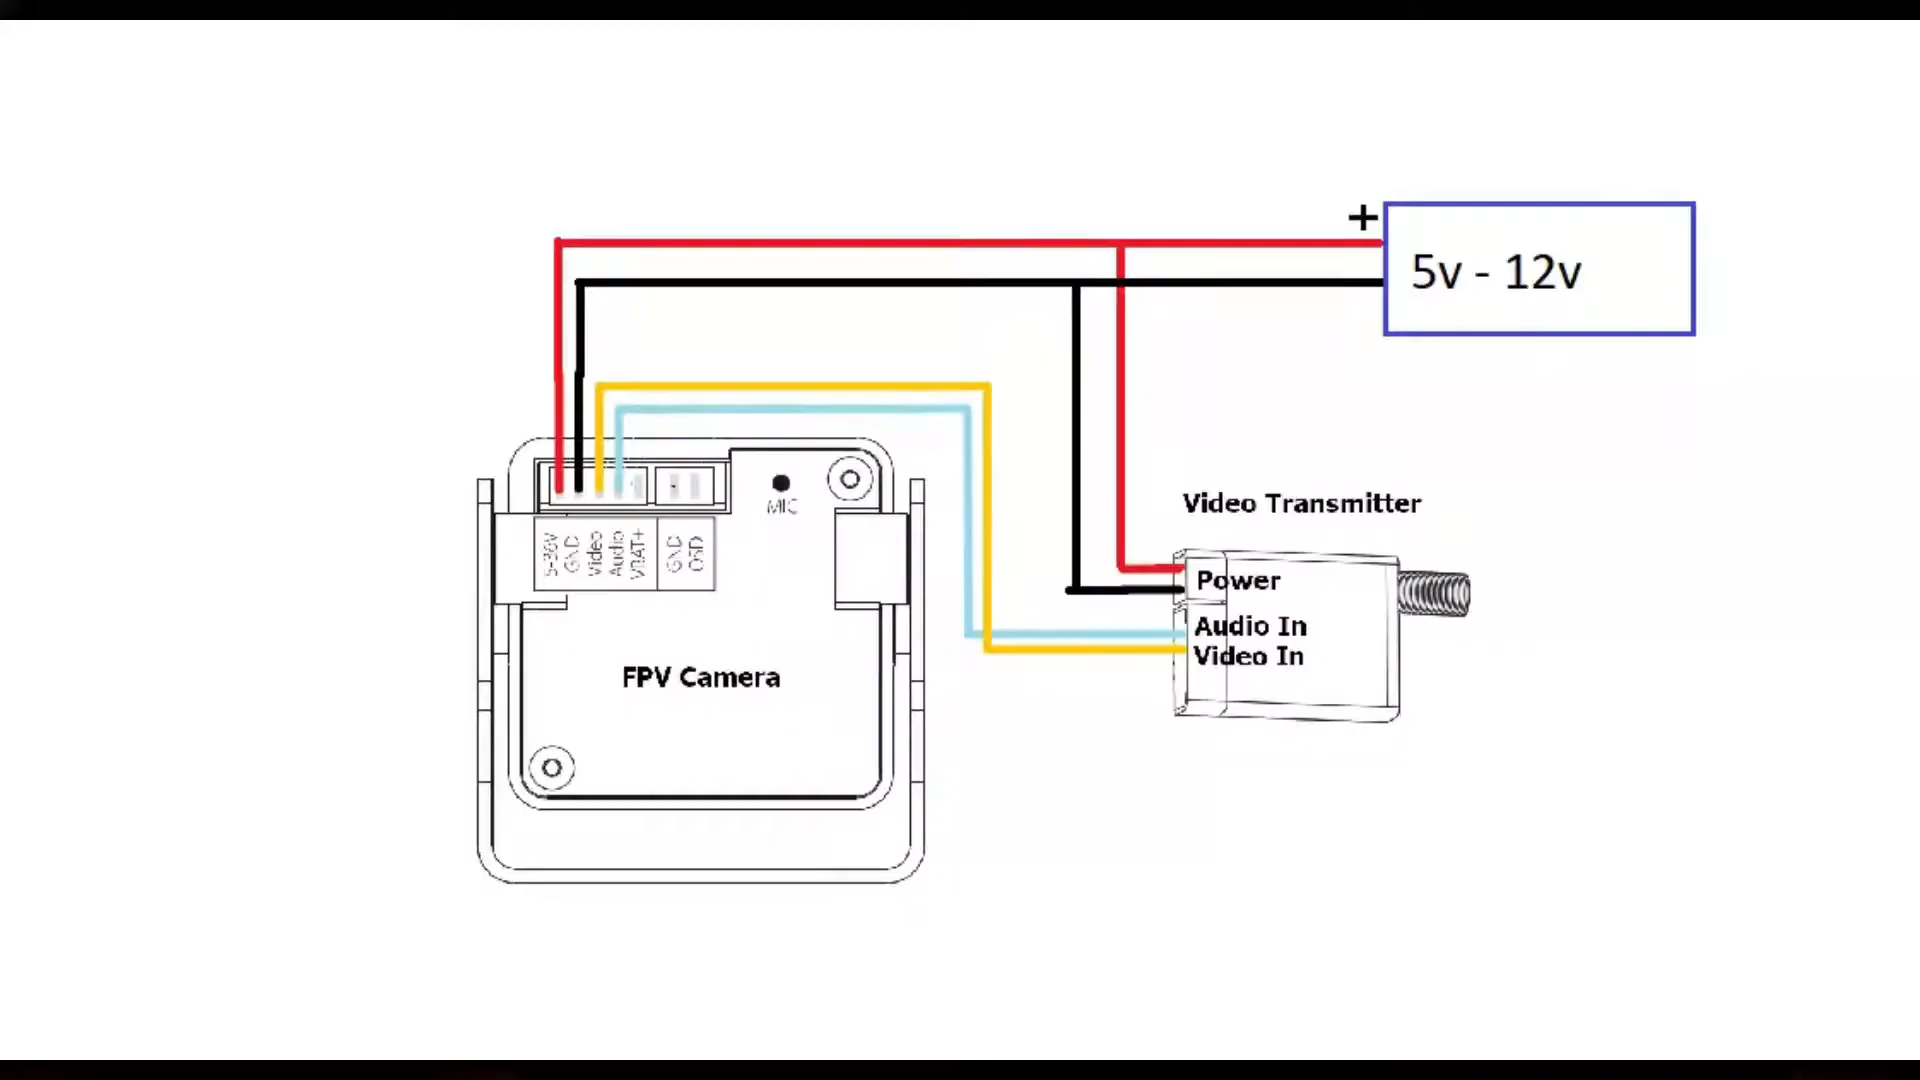 +
5v - 12v
MIC
5-36V
GND
Video
Audio
VBAT+
GND
OSD
Video Transmitter
Power
Audio In
Video In
FPV Camera